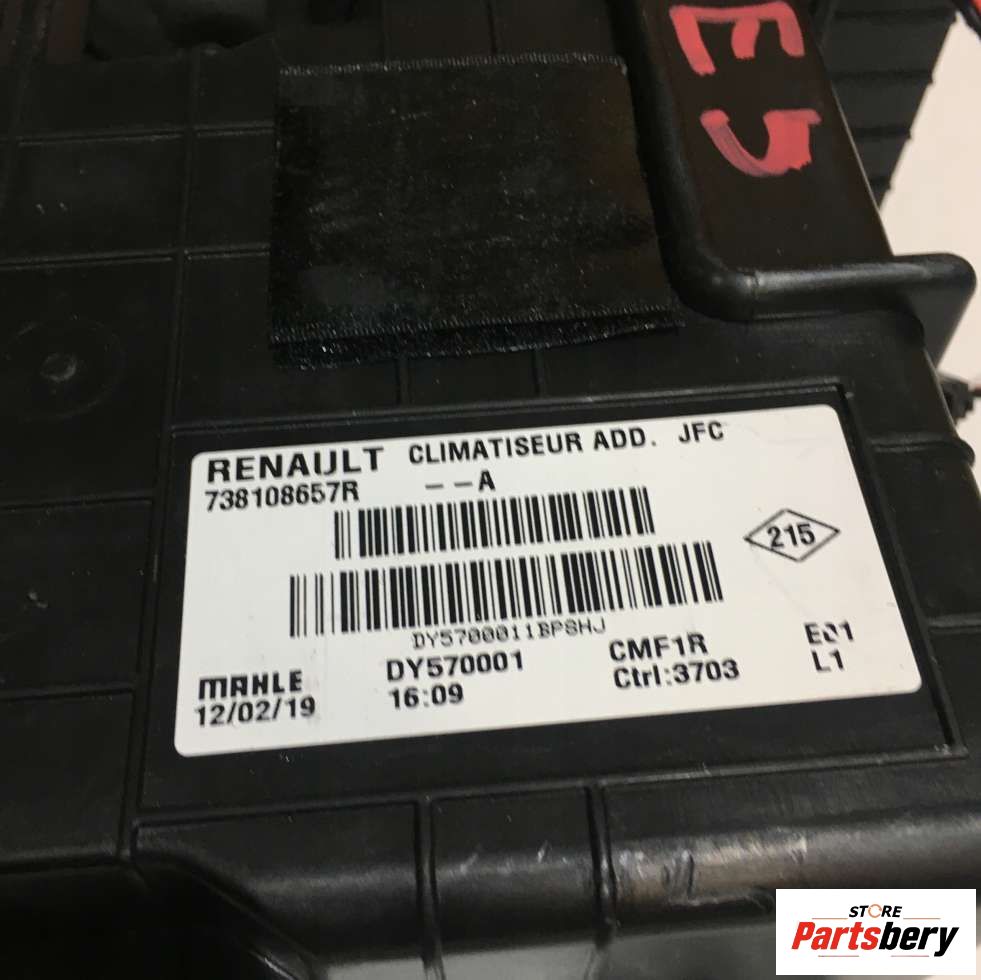 E5
RENAULT CLIMATISEUR ADD. JFC
738108657R --A
215
DY5700011BPSHJ
MAHLE DY570001 CMF1R E01
12/02/19 16:09 Ctrl:3703 L1
STORE
Partsbery